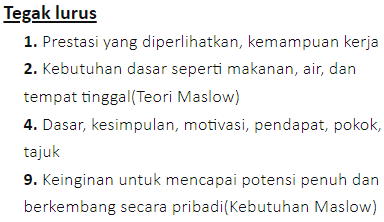 Tegak lurus
1. Prestasi yang diperlihatkan, kemampuan kerja
2. Kebutuhan dasar seperti makanan, air, dan
tempat tinggal(Teori Maslow)
4. Dasar, kesimpulan, motivasi, pendapat, pokok,
tajuk
9. Keinginan untuk mencapai potensi penuh dan
berkembang secara pribadi(Kebutuhan Maslow)